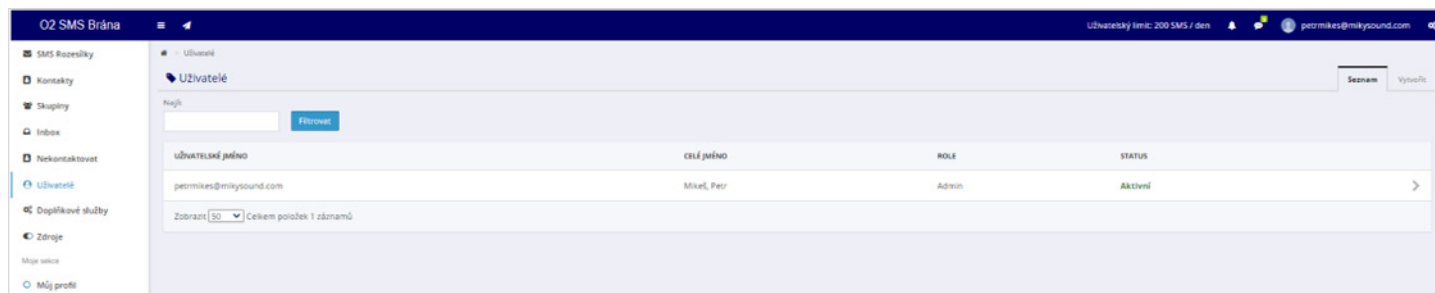 O2 SMS Brána
Uživatelský limit: 200 SMS / den
petrmikes@mikysound.com
SMS Rozesílky
Kontakty
Skupiny
Inbox
Nekontaktovat
Uživatelé
Doplňkové služby
Zdroje
Moje sekce
Můj profil
> Uživatelé
Uživatelé
Seznam
Vytvořit
Najít
Filtrovat
UŽIVATELSKÉ JMÉNO CELÉ JMÉNO ROLE STATUS
petrmikes@mikysound.com Mikeš, Petr Admin Aktivní
Zobrazit 50 Celkem položek 1 záznamů